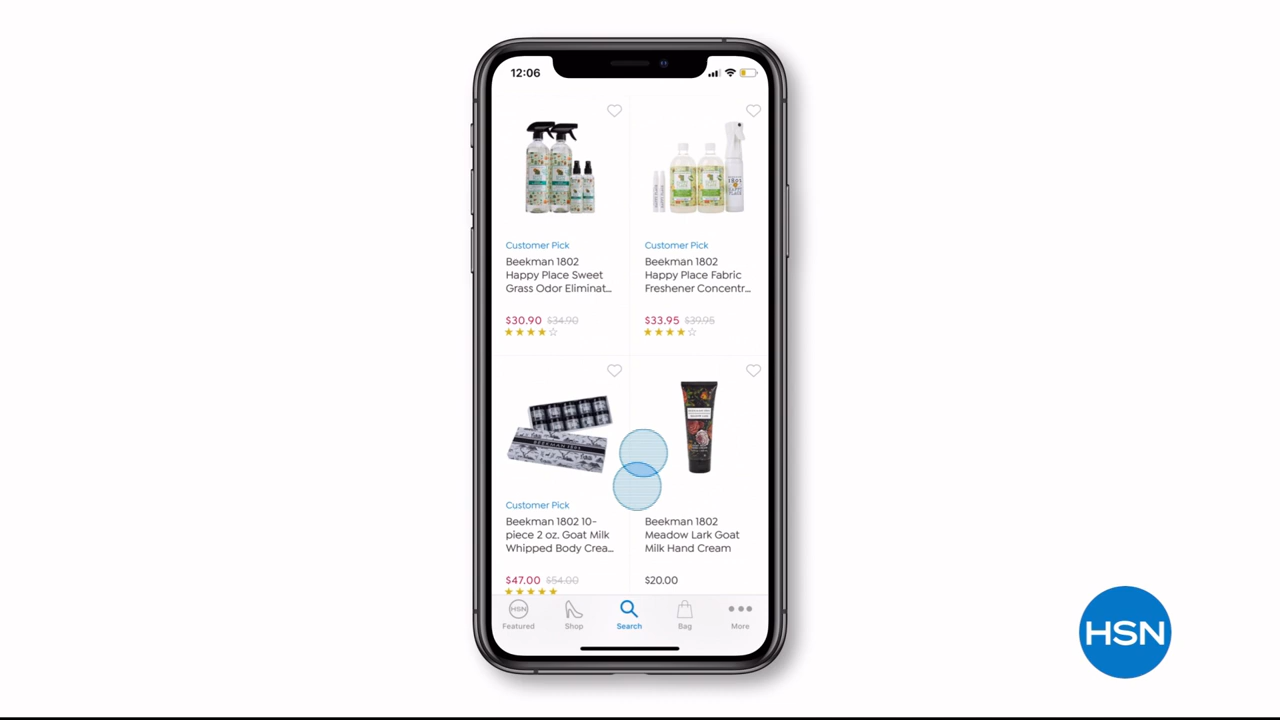 12:06
Customer Pick
Beekman 1802
Happy Place Sweet
Grass Odor Eliminat...
$30.90 $34.90
Customer Pick
Beekman 1802
Happy Place Fabric
Freshener Concentr...
$33.95 $39.95
BEEKMAN 1802
Customer Pick
Beekman 1802 10-
piece 2 oz. Goat Milk
Whipped Body Crea...
$47.00 $54.00
Beekman 1802
Meadow Lark Goat
Milk Hand Cream
$20.00
HSN
Featured
Shop
Search
Bag
More
HSN